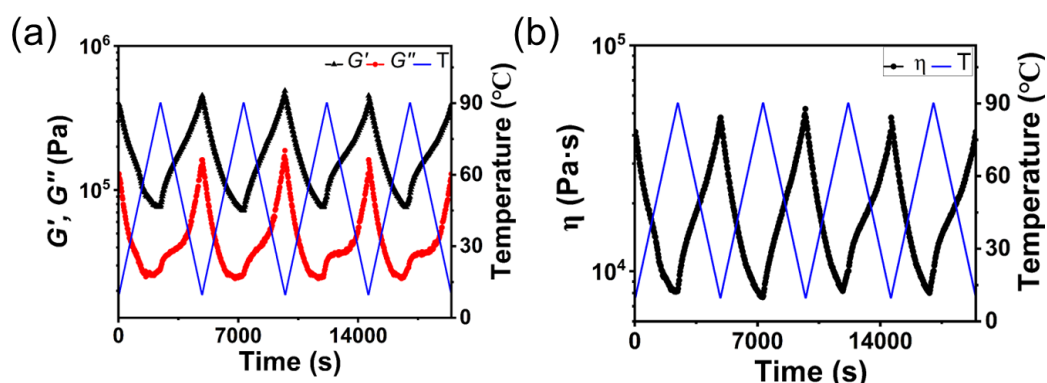 (a)
G', G'' (Pa)
10⁶
10⁵
G' G'' T
90
60
30
0
Temperature (℃)
0 7000 14000
Time (s)
(b)
η (Pa·s)
10⁵
10⁴
η T
90
60
30
0
Temperature (℃)
0 7000 14000
Time (s)